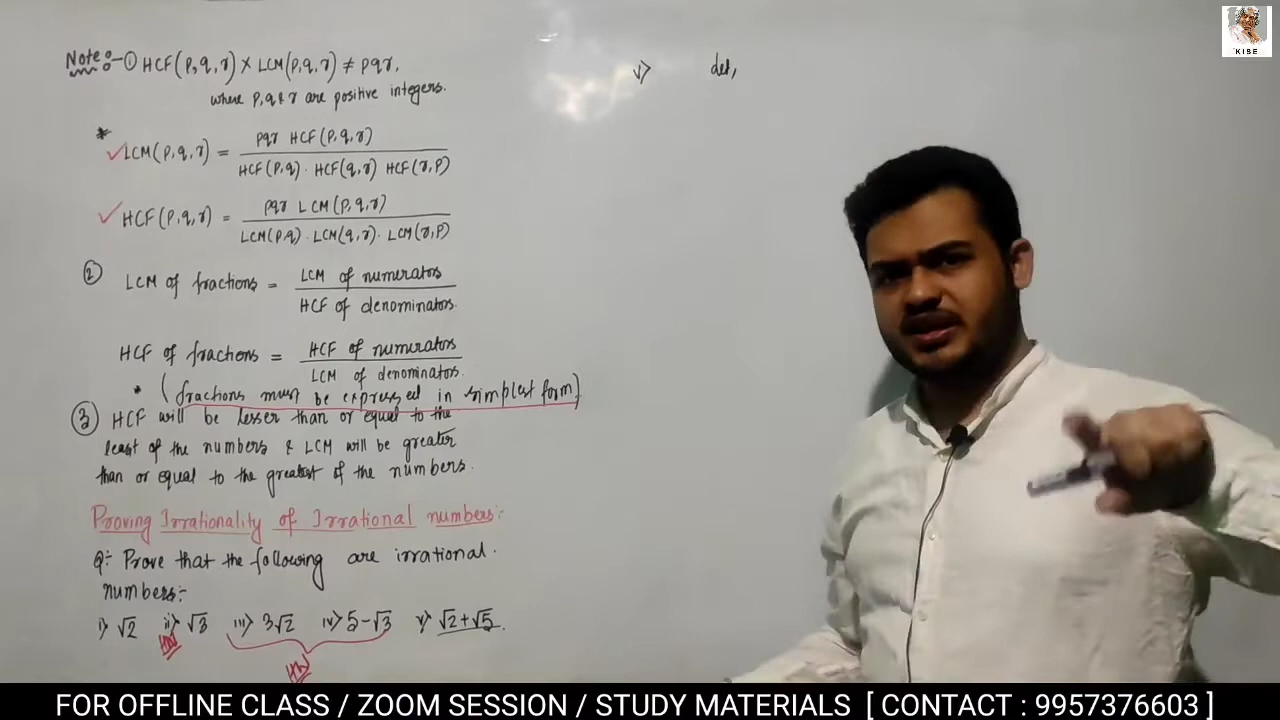 Note:- ① HCF(p,q,r) × LCM(p,q,r) ≠ pqr,
where p,q & r are positive integers.
* ✓ LCM(p,q,r) = pqr HCF(p,q,r) / HCF(p,q) . HCF(q,r) HCF(r,p)
✓ HCF(p,q,r) = pqr LCM(p,q,r) / LCM(p,q) . LCM(q,r) . LCM(r,p)
② LCM of fractions = LCM of numerators / HCF of denominators.
HCF of fractions = HCF of numerators / LCM of denominators.
* (fractions must be expressed in simplest form)
③ HCF will be lesser than or equal to the
least of the numbers & LCM will be greater
than or equal to the greatest of the numbers.
Proving Irrationality of Irrational numbers:-
Q:- Prove that the following are irrational.
numbers:-
i> √2 ii> √3 iii> 3√2 iv> 5-√3 v> √2+√5.
HW
HW
v> let,
KISE
FOR OFFLINE CLASS / ZOOM SESSION / STUDY MATERIALS [ CONTACT : 9957376603 ]